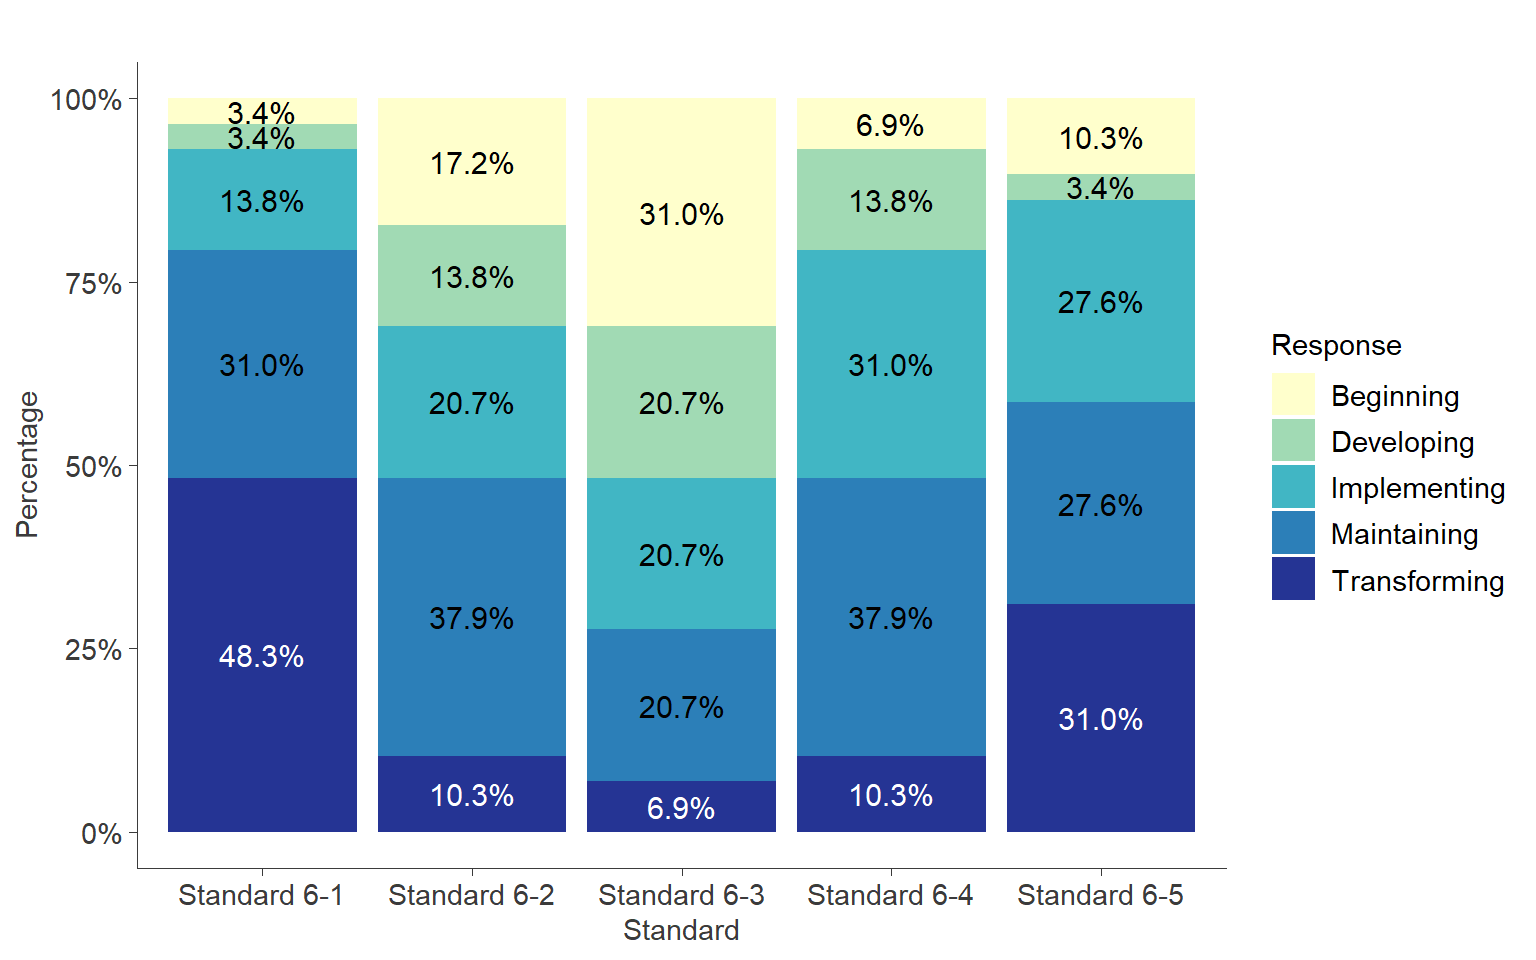 100%
75%
50%
25%
0%
Percentage
3.4%
3.4%
13.8%
31.0%
48.3%
17.2%
13.8%
20.7%
37.9%
10.3%
31.0%
20.7%
20.7%
20.7%
6.9%
6.9%
13.8%
31.0%
37.9%
10.3%
10.3%
3.4%
27.6%
27.6%
31.0%
Standard 6-1
Standard 6-2
Standard 6-3
Standard 6-4
Standard 6-5
Standard
Response
Beginning
Developing
Implementing
Maintaining
Transforming